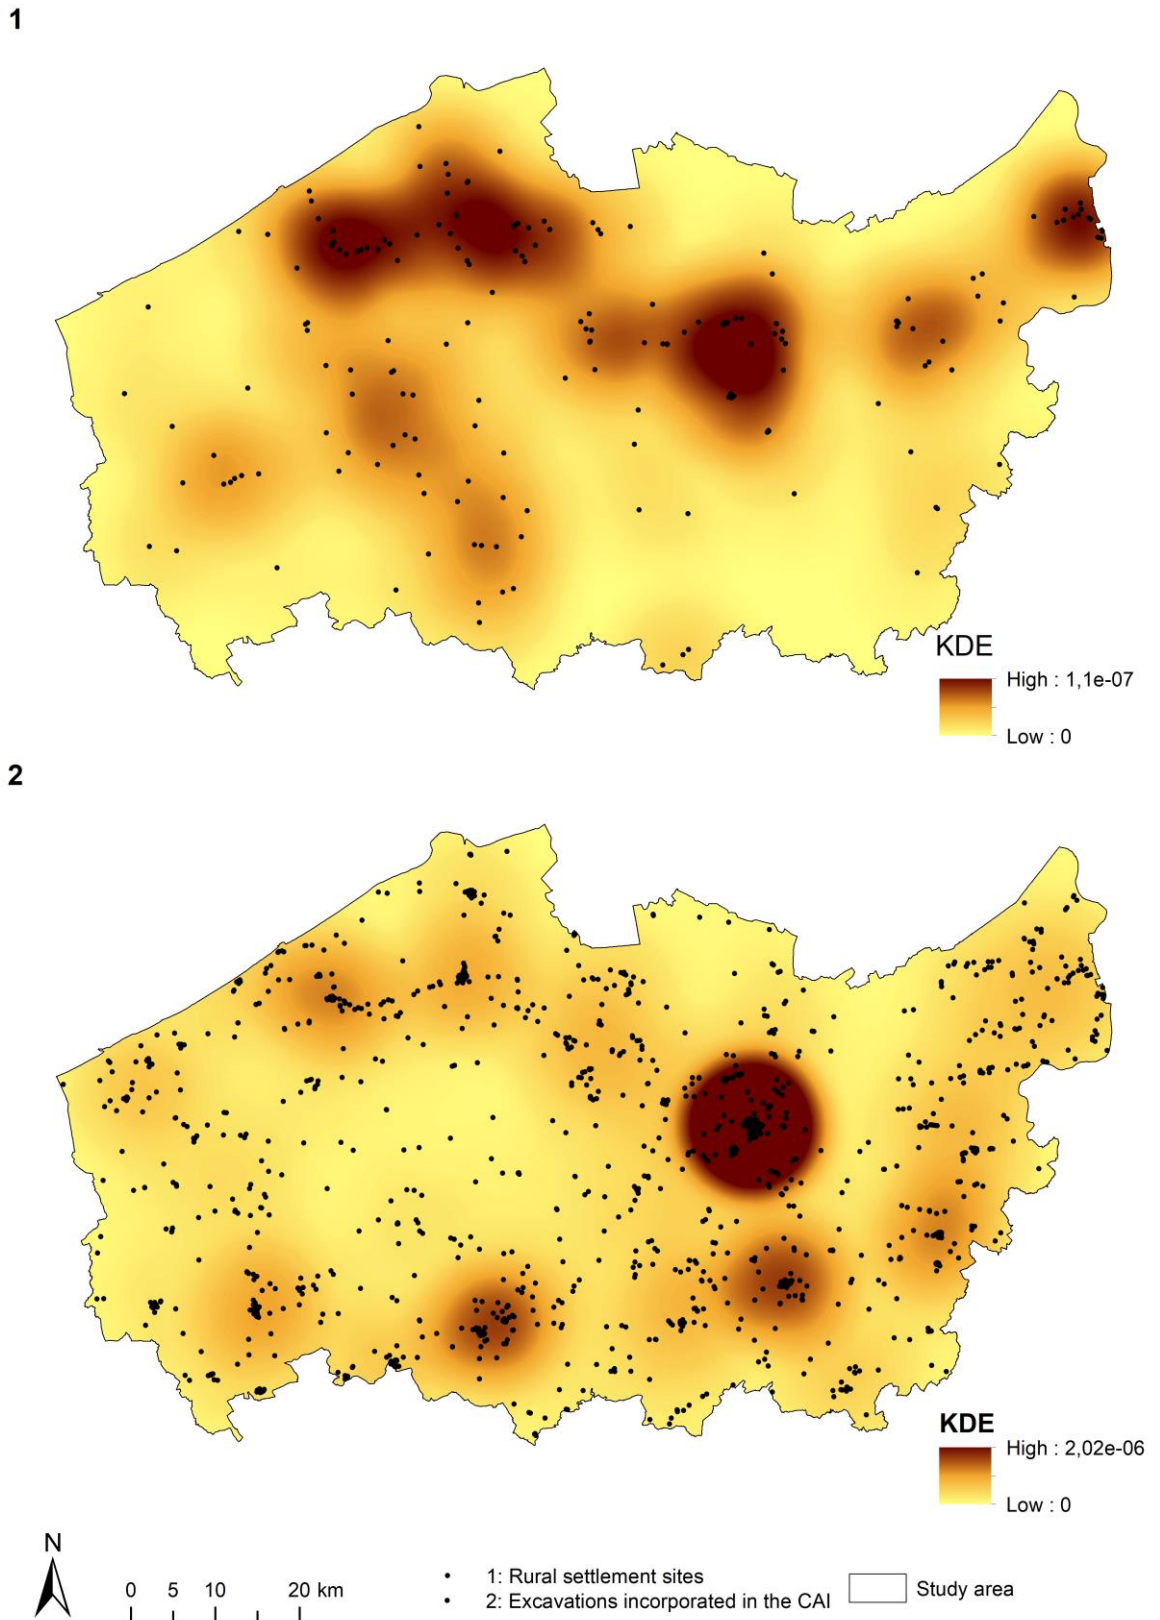 1
KDE
High : 1,1e-07
Low : 0
2
KDE
High : 2,02e-06
Low : 0
N
0 5 10 20 km
1: Rural settlement sites
2: Excavations incorporated in the CAI
Study area